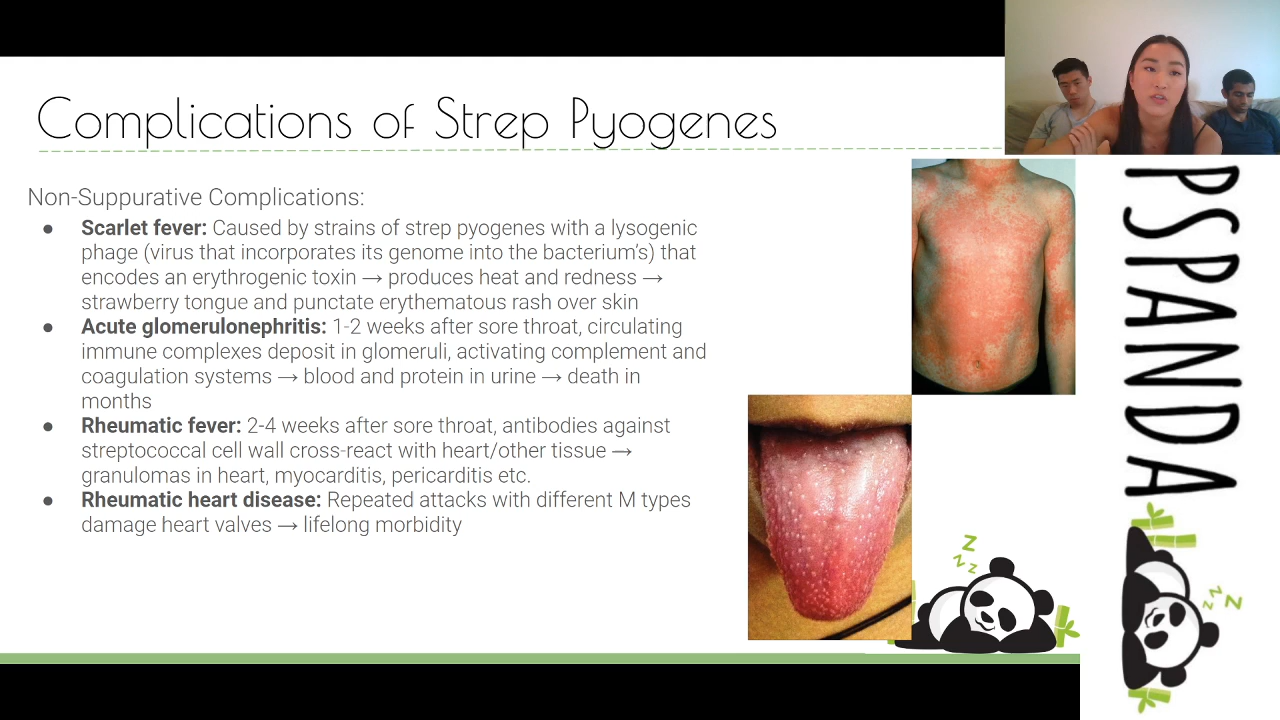 Complications of Strep Pyogenes
Non-Suppurative Complications:
● Scarlet fever: Caused by strains of strep pyogenes with a lysogenic
phage (virus that incorporates its genome into the bacterium's) that
encodes an erythrogenic toxin → produces heat and redness →
strawberry tongue and punctate erythematous rash over skin
● Acute glomerulonephritis: 1-2 weeks after sore throat, circulating
immune complexes deposit in glomeruli, activating complement and
coagulation systems → blood and protein in urine → death in
months
● Rheumatic fever: 2-4 weeks after sore throat, antibodies against
streptococcal cell wall cross-react with heart/other tissue →
granulomas in heart, myocarditis, pericarditis etc.
● Rheumatic heart disease: Repeated attacks with different M types
damage heart valves → lifelong morbidity
PSPANDA
Z
Z Z
Z Z Z